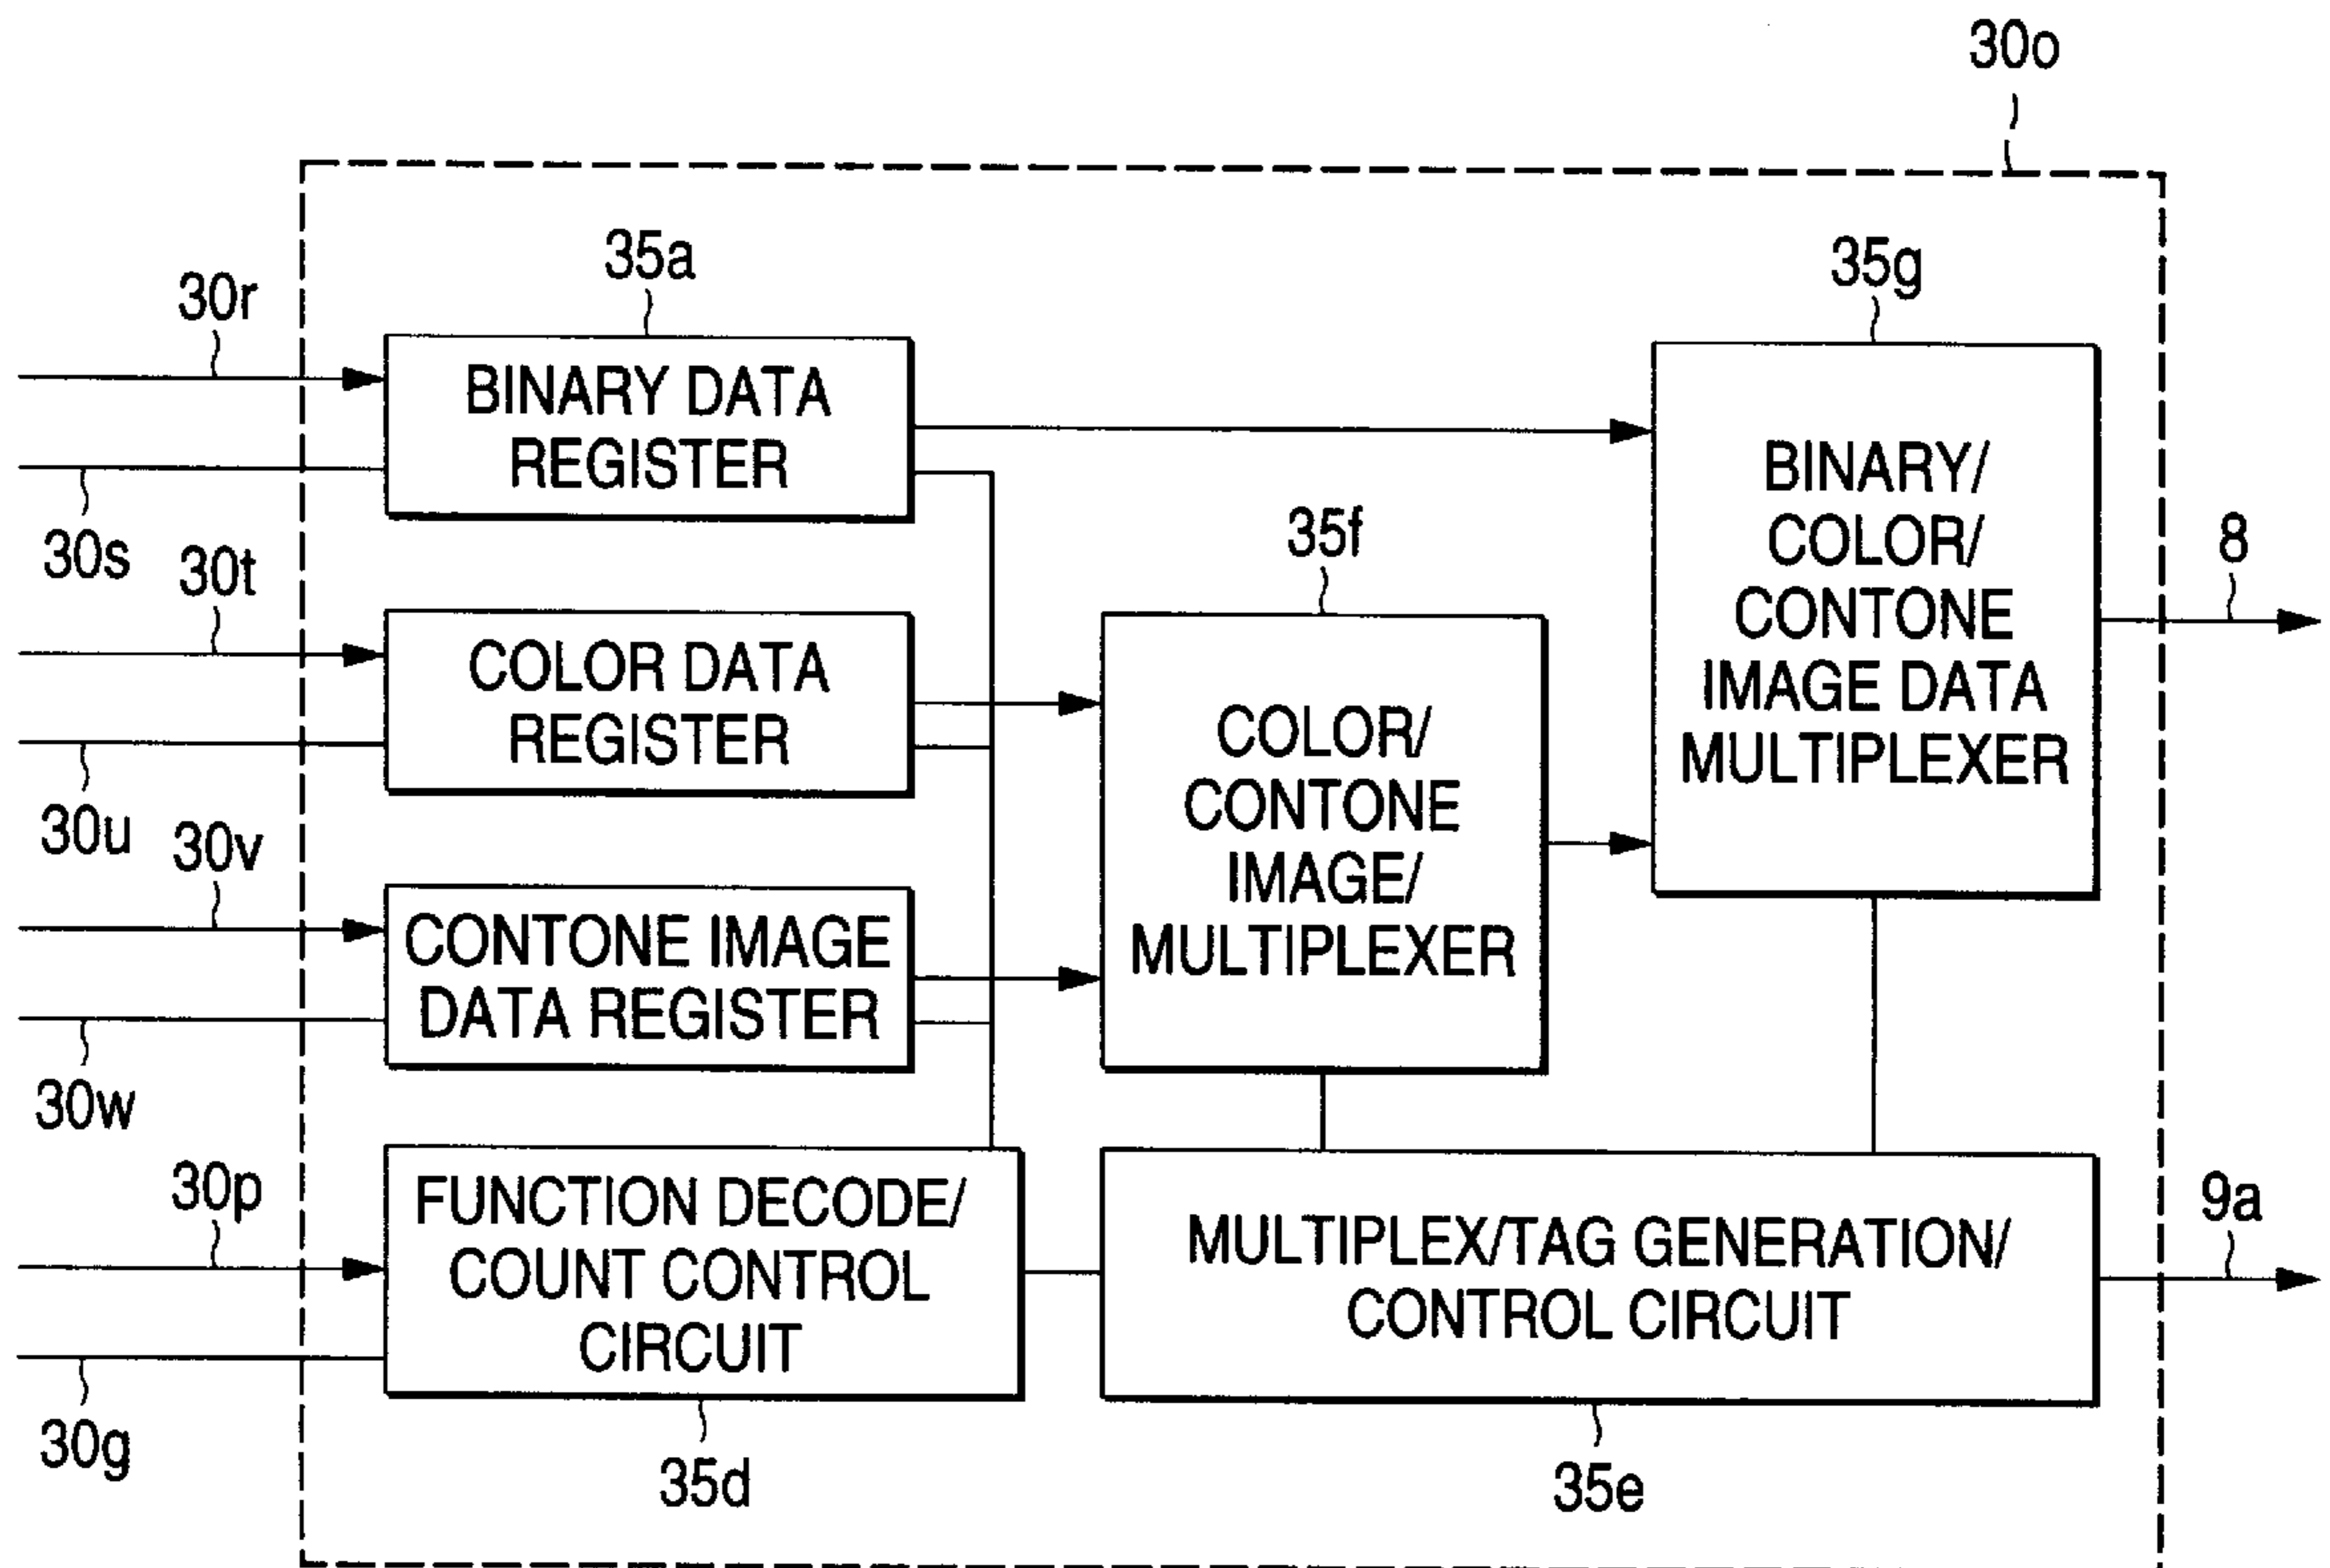 30o
35a
35g
30r
BINARY DATA
REGISTER
BINARY/
COLOR/
CONTONE
IMAGE DATA
MULTIPLEXER
30s
30t
35f
8
COLOR DATA
REGISTER
COLOR/
CONTONE
IMAGE/
MULTIPLEXER
30u
30v
CONTONE IMAGE
DATA REGISTER
30w
30p
FUNCTION DECODE/
COUNT CONTROL
CIRCUIT
MULTIPLEX/TAG GENERATION/
CONTROL CIRCUIT
9a
30g
35d
35e